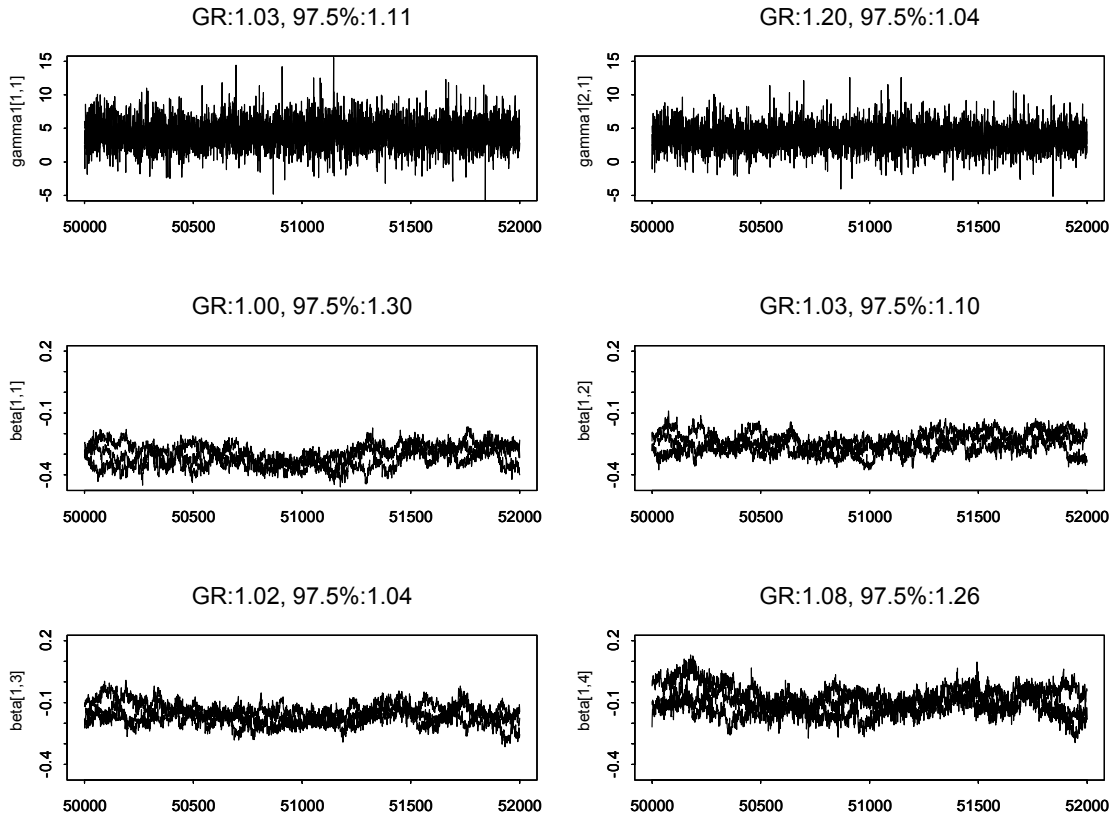 GR:1.03, 97.5%:1.11
gamma1[1,1]
15
10
5
0
-5
50000 50500 51000 51500 52000
GR:1.20, 97.5%:1.04
gamma1[2,1]
15
10
5
0
-5
50000 50500 51000 51500 52000
GR:1.00, 97.5%:1.30
beta[1,1]
0.2
-0.1
-0.4
50000 50500 51000 51500 52000
GR:1.03, 97.5%:1.10
beta[1,2]
0.2
-0.1
-0.4
50000 50500 51000 51500 52000
GR:1.02, 97.5%:1.04
beta[1,3]
0.2
-0.1
-0.4
50000 50500 51000 51500 52000
GR:1.08, 97.5%:1.26
beta[1,4]
0.2
-0.1
-0.4
50000 50500 51000 51500 52000